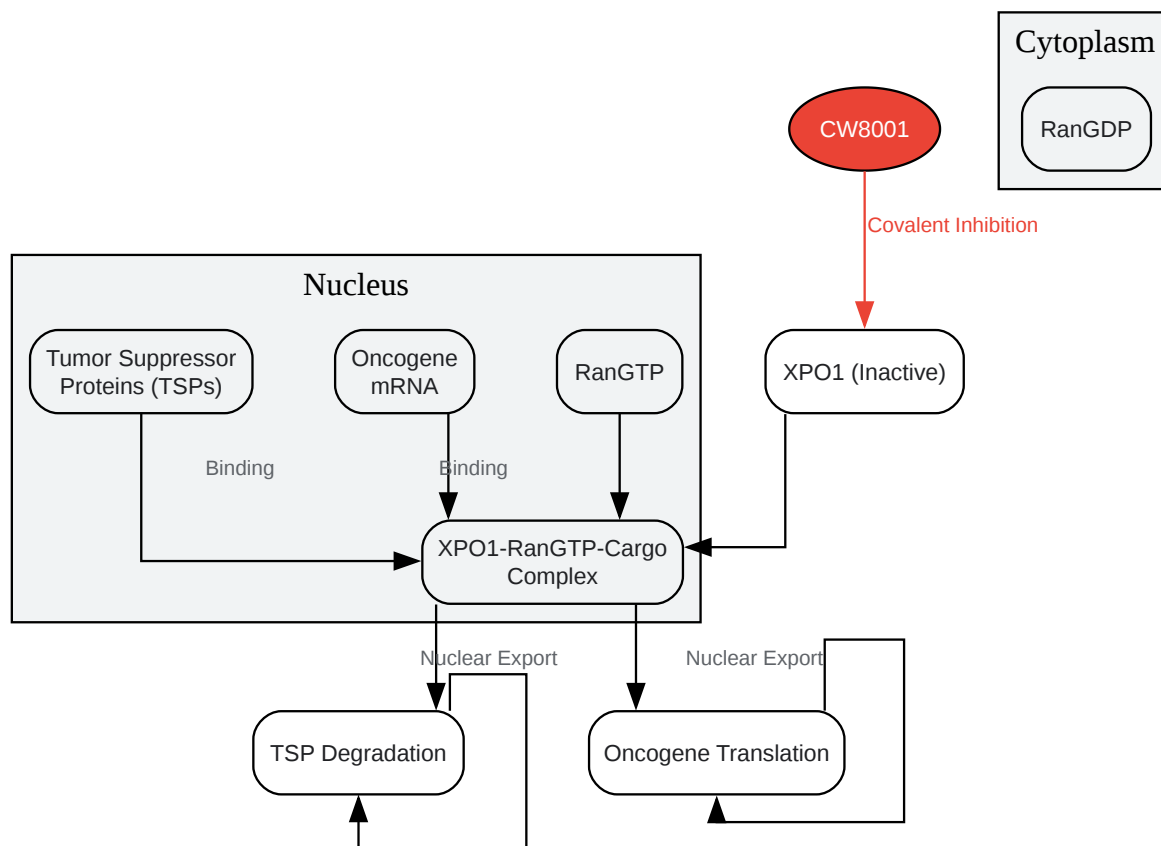 Cytoplasm
RanGDP
CW8001
Covalent Inhibition
Nucleus
Tumor Suppressor
Proteins (TSPs)
Oncogene
mRNA
RanGTP
XPO1 (Inactive)
Binding
Binding
XPO1-RanGTP-Cargo
Complex
Nuclear Export
Nuclear Export
TSP Degradation
Oncogene Translation